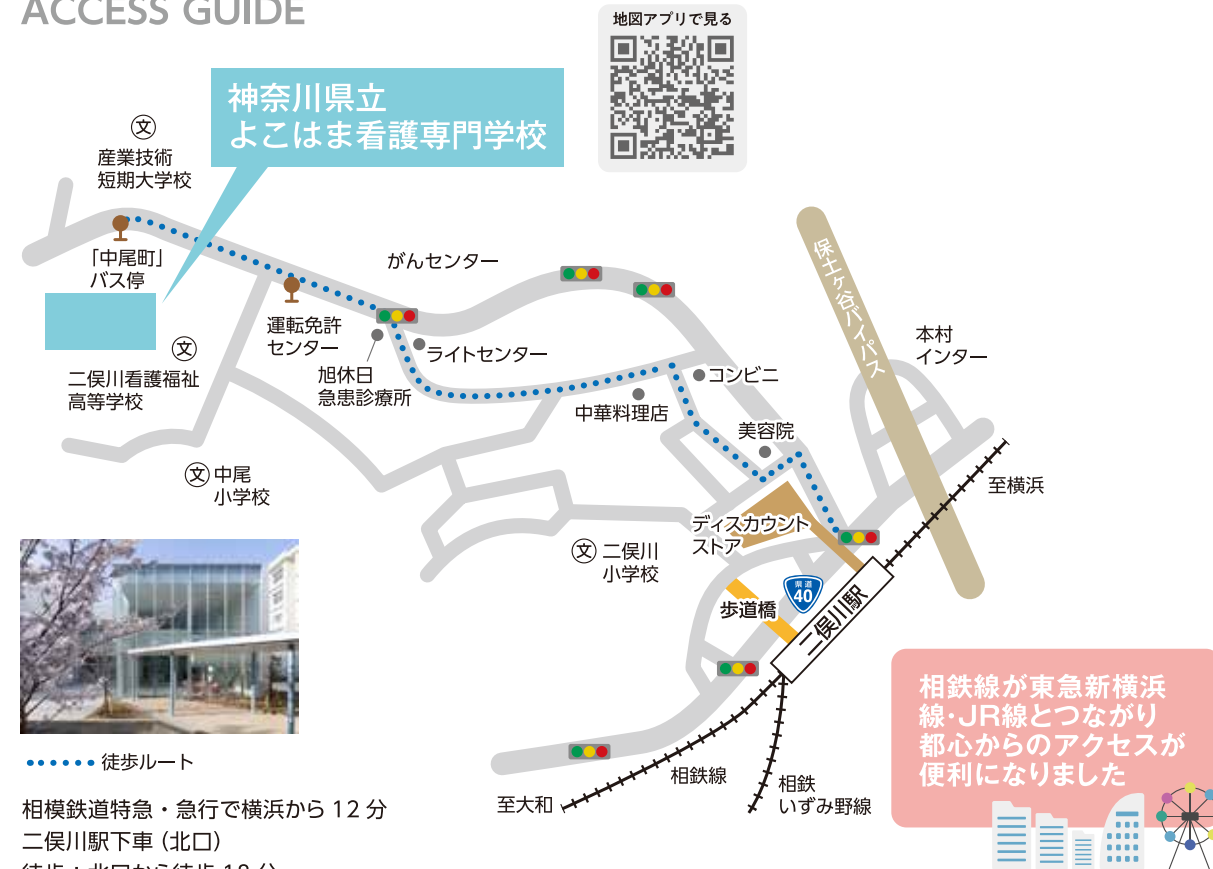 ACCESS GUIDE
地図アプリで見る
神奈川県立
よこはま看護専門学校
文
産業技術
短期大学校
「中尾町」
バス停
がんセンター
保土ヶ谷バイパス
運転免許
センター
ライトセンター
旭休日
急患診療所
文
二俣川看護福祉
高等学校
本村
インター
コンビニ
中華料理店
美容院
文 中尾
小学校
至横浜
ディスカウント
ストア
文 二俣川
小学校
県道
40
歩道橋
二俣川駅
相鉄線
相鉄
いずみ野線
至大和
徒歩ルート
相鉄線が東急新横浜
線・JR線とつながり
都心からのアクセスが
便利になりました
相模鉄道特急・急行で横浜から 12 分
二俣川駅下車（北口）